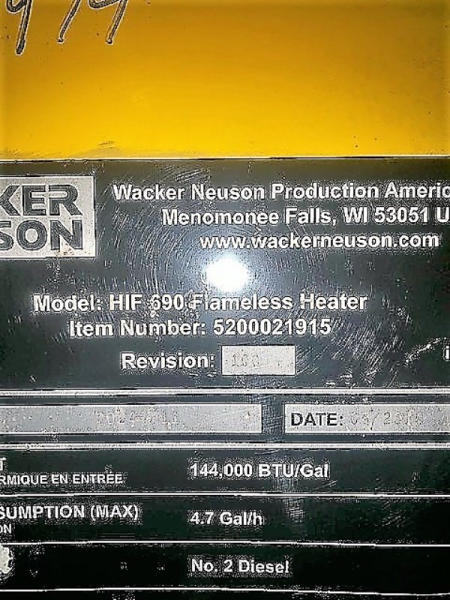 KER
SON
Wacker Neuson Production Americ
Menomonee Falls, WI 53051 U
www.wackerneuson.com
Model: HIF 690 Flameless Heater
Item Number: 5200021915
Revision:
DATE:
T
RMIQUE EN ENTRÉE
144,000 BTU/Gal
SUMPTION (MAX)
ON
4.7 Gal/h
No. 2 Diesel